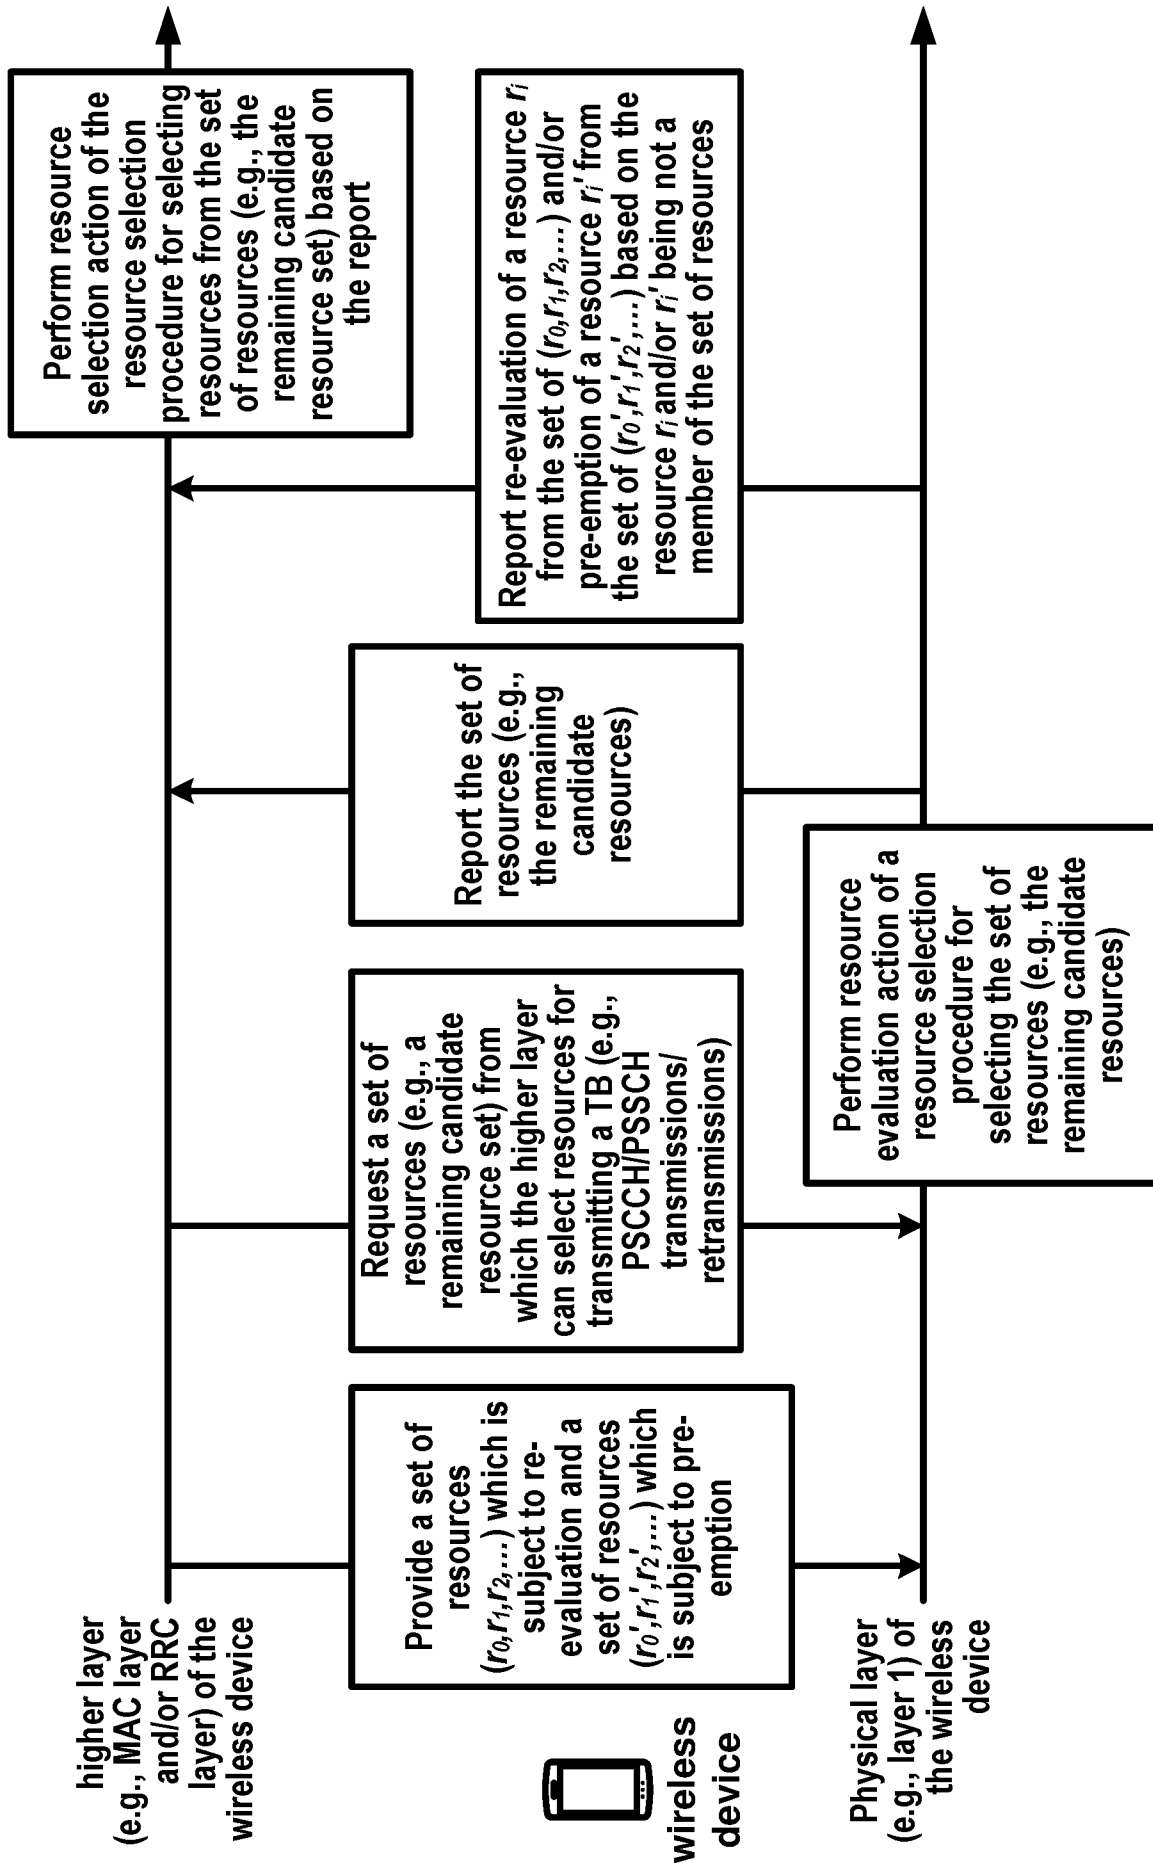 higher layer
(e.g., MAC layer
and/or RRC
layer) of the
wireless device
wireless
device
Physical layer
(e.g., layer 1) of
the wireless
device
Provide a set of
resources
(r0,r1,r2,...) which is
subject to re-
evaluation and a
set of resources
(r0',r1',r2',...) which
is subject to pre-
emption
Request a set of
resources (e.g., a
remaining candidate
resource set) from
which the higher layer
can select resources for
transmitting a TB (e.g.,
PSCCH/PSSCH
transmissions/
retransmissions)
Perform resource
evaluation action of a
resource selection
procedure for
selecting the set of
resources (e.g., the
remaining candidate
resources)
Report the set of
resources (e.g.,
the remaining
candidate
resources)
Report re-evaluation of a resource ri
from the set of (r0,r1,r2,...) and/or
pre-emption of a resource ri' from
the set of (r0',r1',r2',...) based on the
resource ri and/or ri' being not a
member of the set of resources
Perform resource
selection action of the
resource selection
procedure for selecting
resources from the set
of resources (e.g., the
remaining candidate
resource set) based on
the report